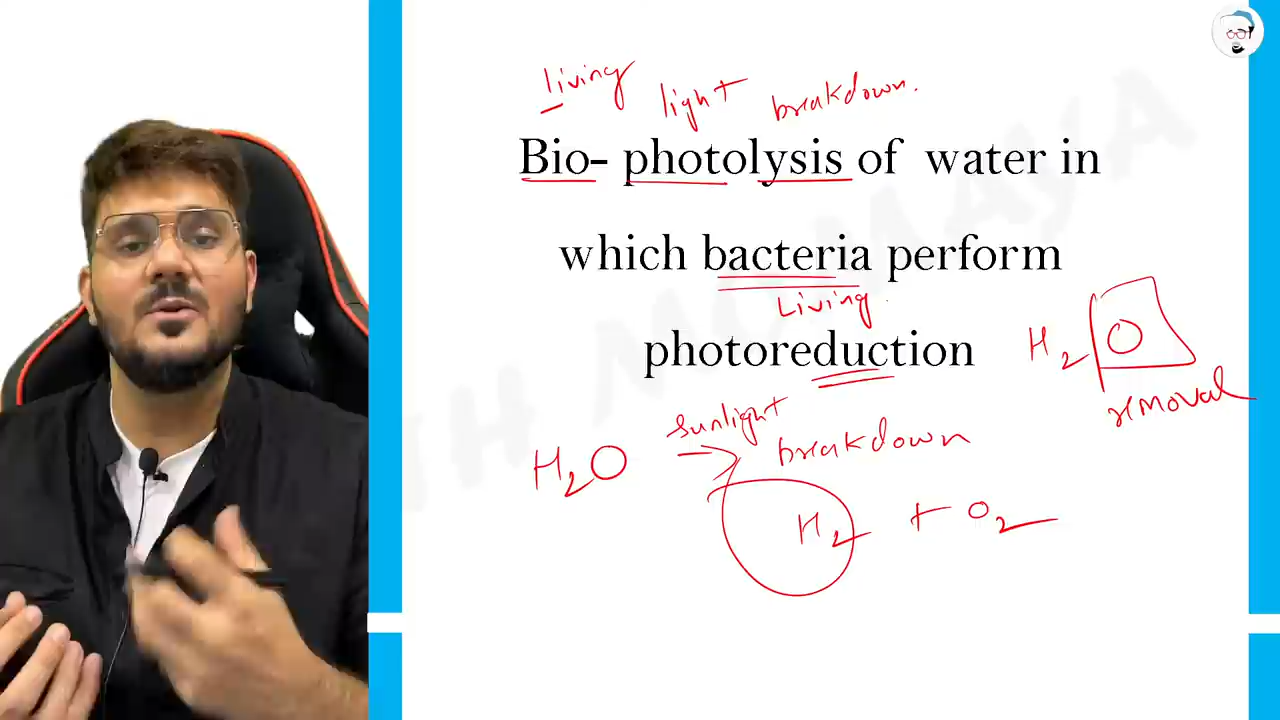 living light breakdown.
Bio- photolysis of water in
which bacteria perform
Living
photoreduction
H2O
removal
sunlight
H2O → breakdown
H2 + O2